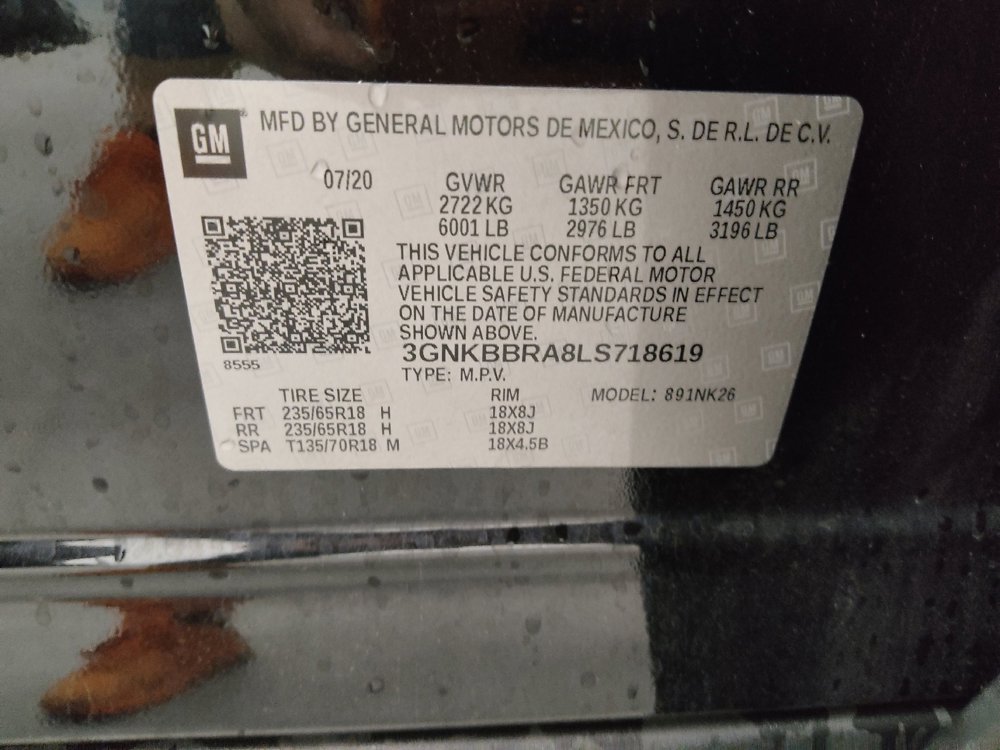 GM MFD BY GENERAL MOTORS DE MEXICO, S. DE R.L. DE C.V.
07/20 GVWR GAWR FRT GAWR RR
2722 KG 1350 KG 1450 KG
6001 LB 2976 LB 3196 LB
THIS VEHICLE CONFORMS TO ALL
APPLICABLE U.S. FEDERAL MOTOR
VEHICLE SAFETY STANDARDS IN EFFECT
ON THE DATE OF MANUFACTURE
SHOWN ABOVE.
3GNKBBRA8LS718619
8555
TYPE: M.P.V.
TIRE SIZE RIM MODEL: 891NK26
FRT 235/65R18 H 18X8J
RR 235/65R18 H 18X8J
SPA T135/70R18 M 18X4.5B